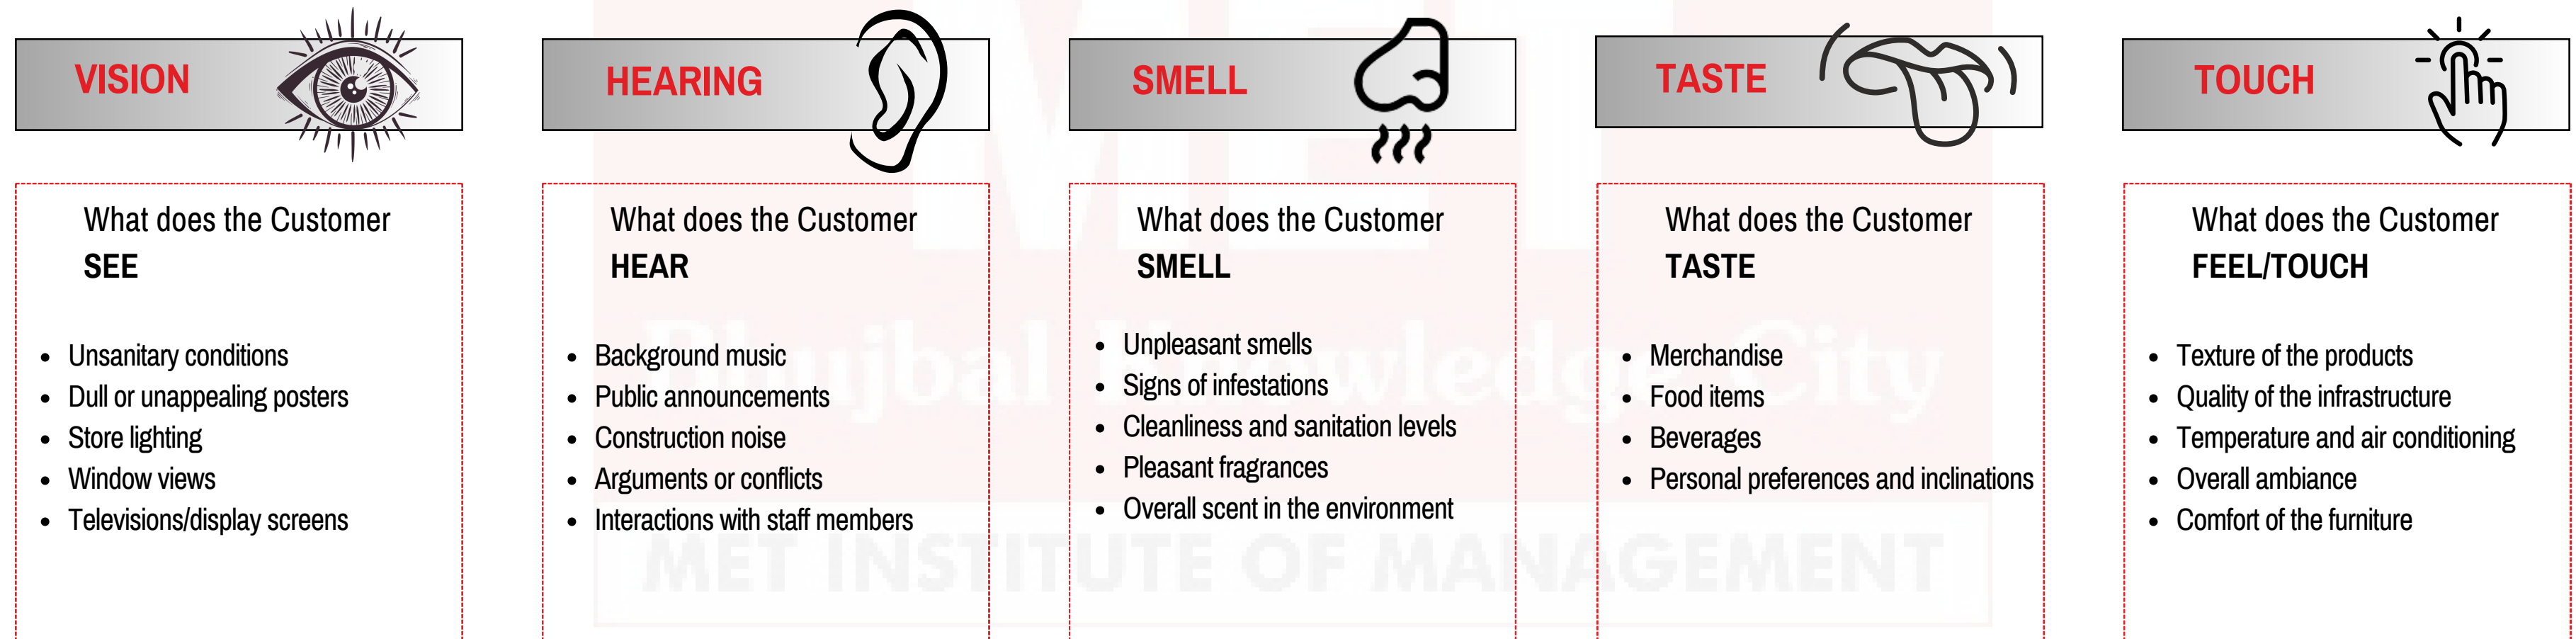 VISION
What does the Customer
SEE
• Unsanitary conditions
• Dull or unappealing posters
• Store lighting
• Window views
• Televisions/display screens
HEARING
What does the Customer
HEAR
• Background music
• Public announcements
• Construction noise
• Arguments or conflicts
• Interactions with staff members
SMELL
What does the Customer
SMELL
• Unpleasant smells
• Signs of infestations
• Cleanliness and sanitation levels
• Pleasant fragrances
• Overall scent in the environment
TASTE
What does the Customer
TASTE
• Merchandise
• Food items
• Beverages
• Personal preferences and inclinations
TOUCH
What does the Customer
FEEL/TOUCH
• Texture of the products
• Quality of the infrastructure
• Temperature and air conditioning
• Overall ambiance
• Comfort of the furniture
MET
Bhujbal Knowledge City
MET INSTITUTE OF MANAGEMENT